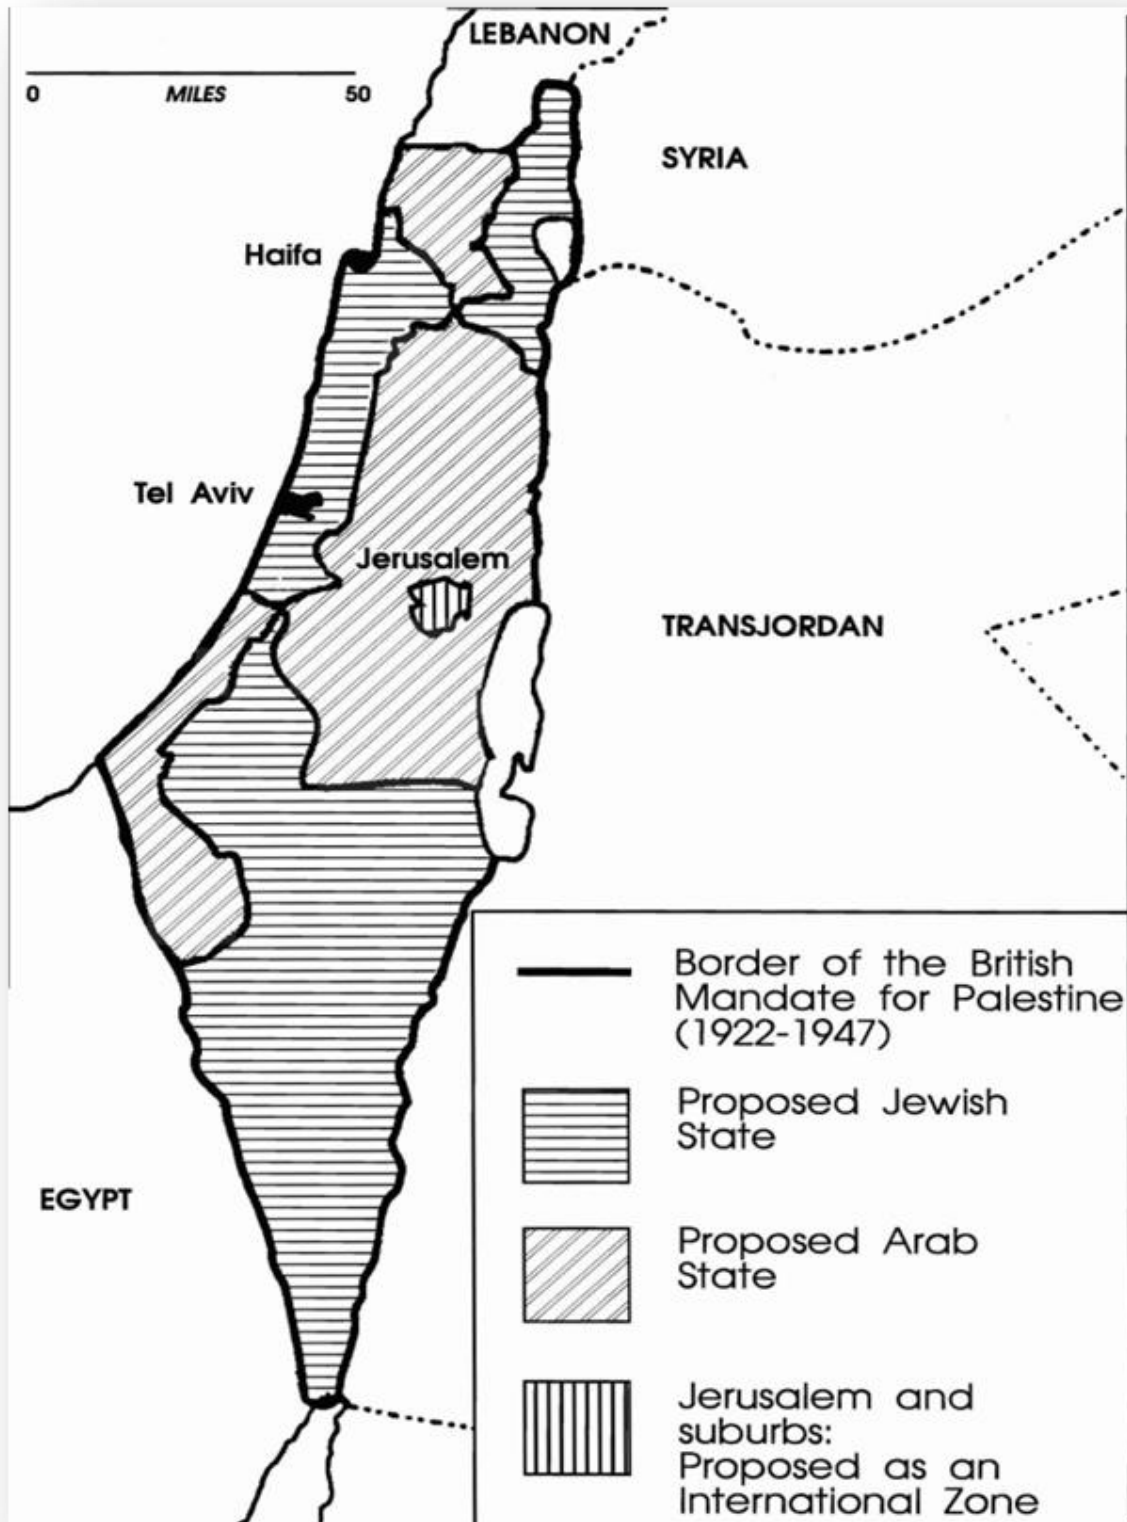 LEBANON
0 MILES 50
SYRIA
Haifa
Tel Aviv
Jerusalem
TRANSJORDAN
EGYPT
Border of the British
Mandate for Palestine
(1922-1947)
Proposed Jewish
State
Proposed Arab
State
Jerusalem and
suburbs:
Proposed as an
International Zone